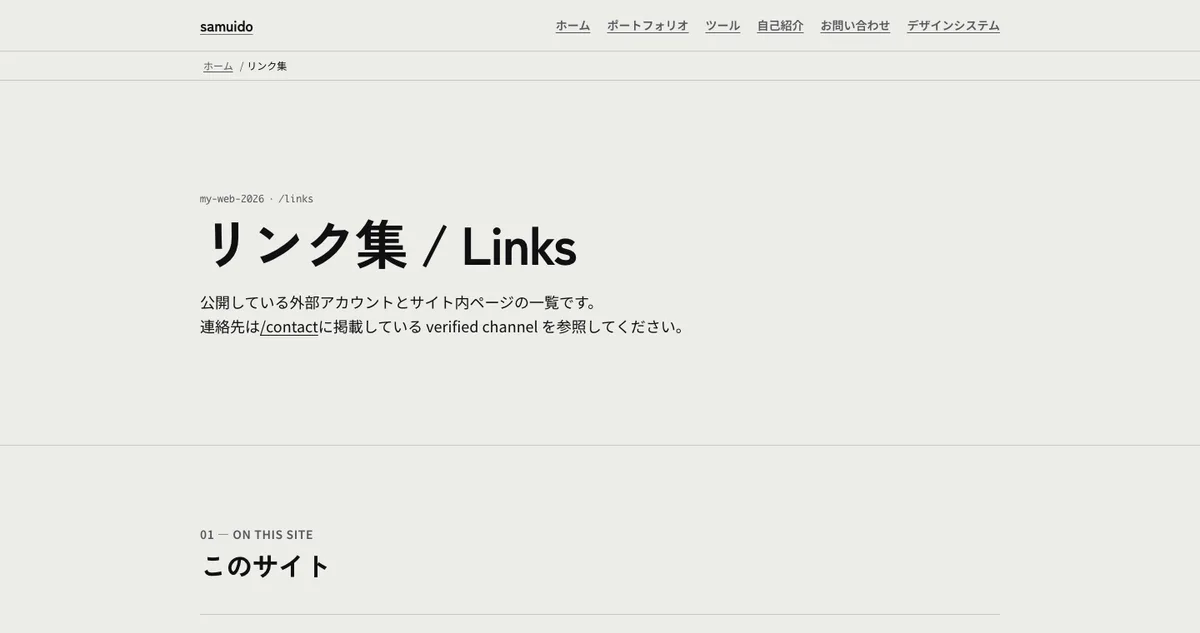 samuido
ホーム ポートフォリオ ツール 自己紹介 お問い合わせ デザインシステム
ホーム / リンク集
my-web-2026 · /links
リンク集 / Links
公開している外部アカウントとサイト内ページの一覧です。
連絡先は/contactに掲載している verified channel を参照してください。
01 — ON THIS SITE
このサイト